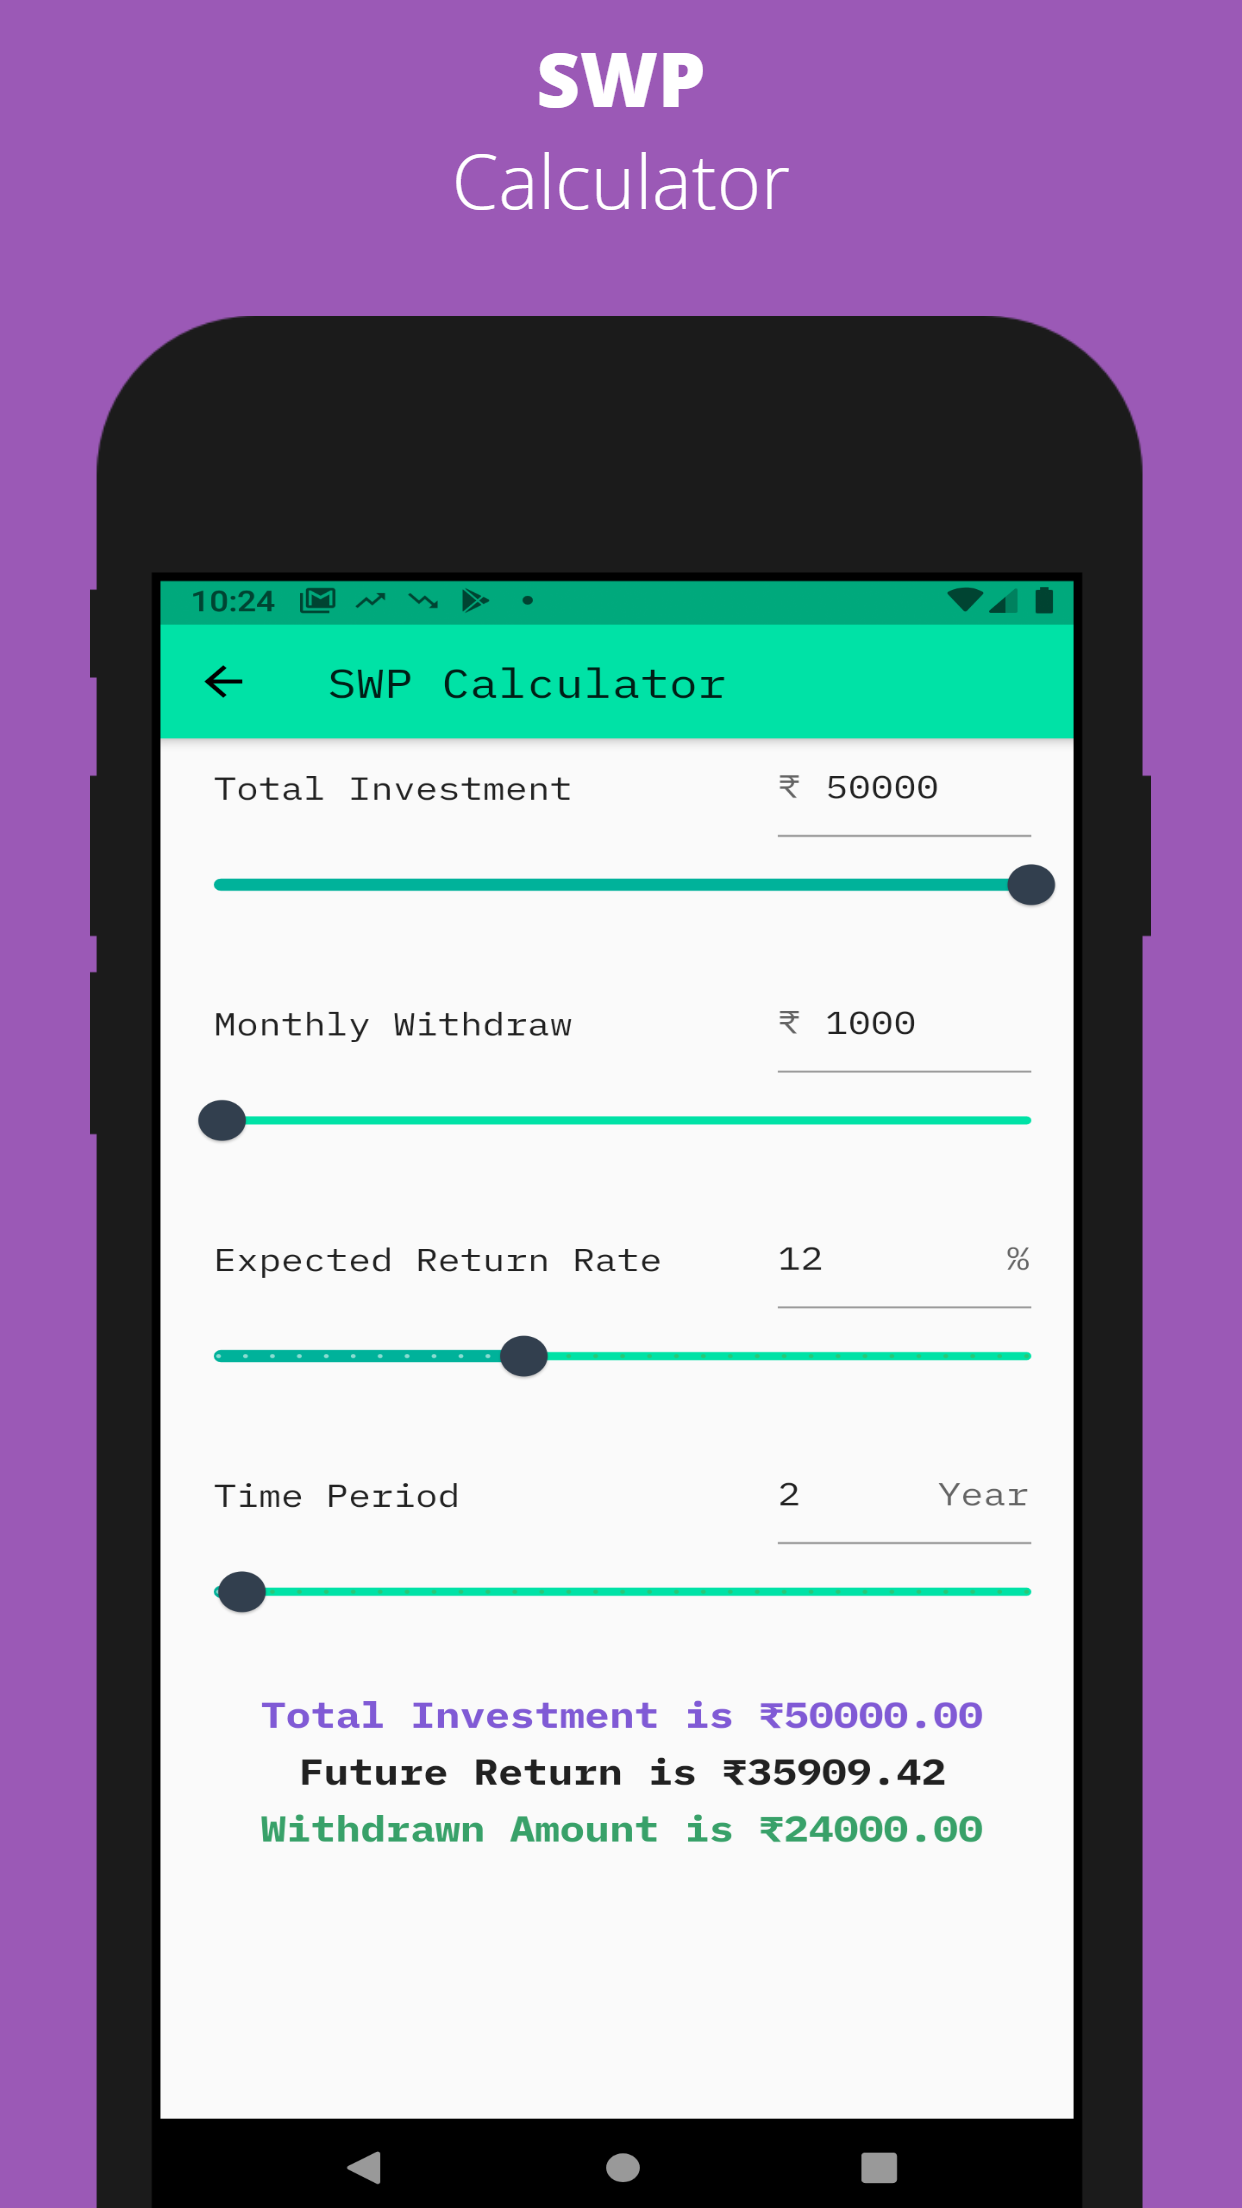 SWP
Calculator
10:24
SWP Calculator
Total Investment ₹ 50000
Monthly Withdraw ₹ 1000
Expected Return Rate 12 %
Time Period 2 Year
Total Investment is ₹50000.00
Future Return is ₹35909.42
Withdrawn Amount is ₹24000.00